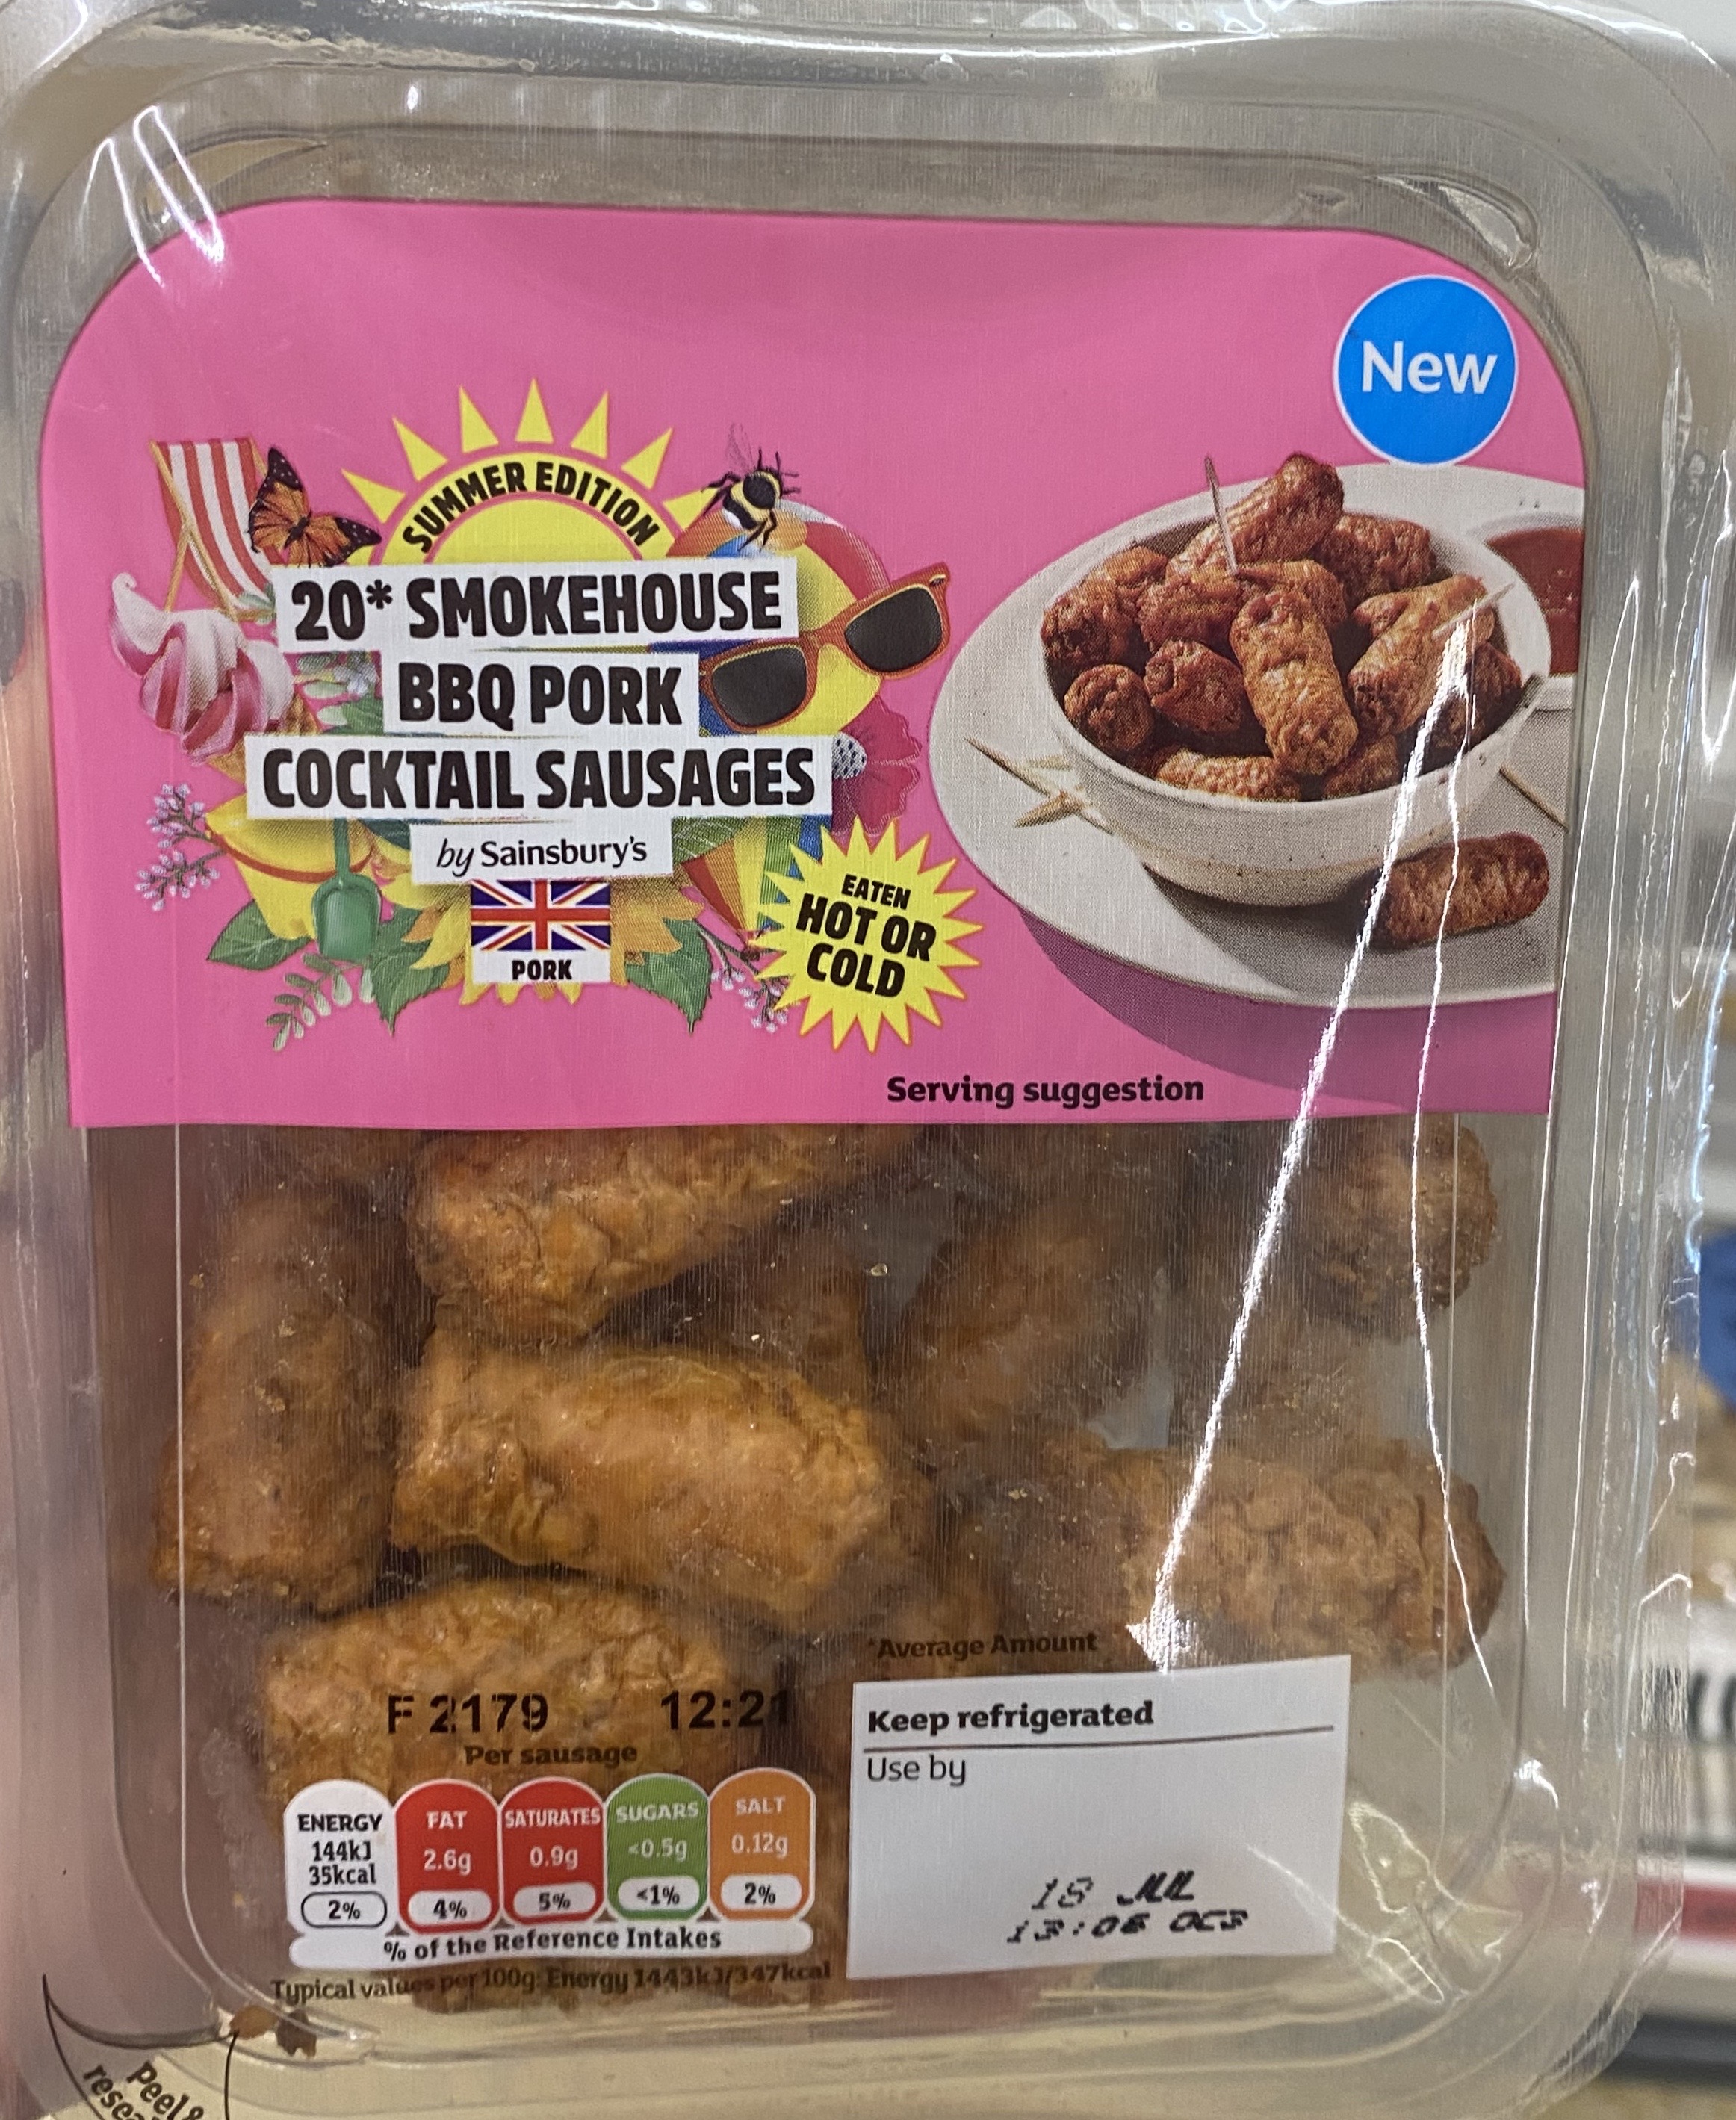 New
SUMMER EDITION
20* SMOKEHOUSE
BBQ PORK
COCKTAIL SAUSAGES
by Sainsbury's
PORK
EATEN
HOT OR
COLD
Serving suggestion
*Average Amount
F 2179 12:21
Per sausage
ENERGY
144kJ
35kcal
2%
FAT
2.6g
4%
SATURATES
0.9g
5%
SUGARS
<0.5g
<1%
SALT
0.12g
2%
% of the Reference Intakes
Typical values per 100g: Energy 1443kJ/347kcal
Keep refrigerated
Use by
18 JUL
Peel &